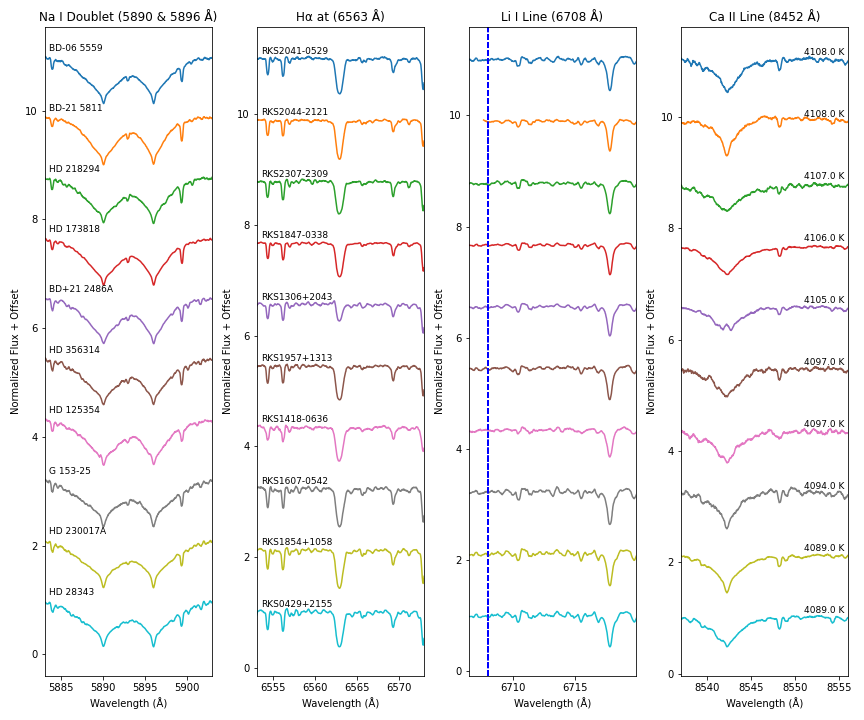 Na I Doublet (5890 & 5896 Å)
Hα at (6563 Å)
Li I Line (6708 Å)
Ca II Line (8452 Å)
BD-06 5559
BD-21 5811
HD 218294
HD 173818
BD+21 2486A
HD 356314
HD 125354
G 153-25
HD 230017A
HD 28343
RKS2041-0529
RKS2044-2121
RKS2307-2309
RKS1847-0338
RKS1306+2043
RKS1957+1313
RKS1418-0636
RKS1607-0542
RKS1854+1058
RKS0429+2155
4108.0 K
4108.0 K
4107.0 K
4106.0 K
4105.0 K
4097.0 K
4097.0 K
4094.0 K
4089.0 K
4089.0 K
Normalized Flux + Offset
10
8
6
4
2
0
5885
5890
5895
5900
Wavelength (Å)
Normalized Flux + Offset
10
8
6
4
2
0
6555
6560
6565
6570
Wavelength (Å)
Normalized Flux + Offset
10
8
6
4
2
0
6710
6715
Wavelength (Å)
Normalized Flux + Offset
10
8
6
4
2
0
8540
8545
8550
8555
Wavelength (Å)